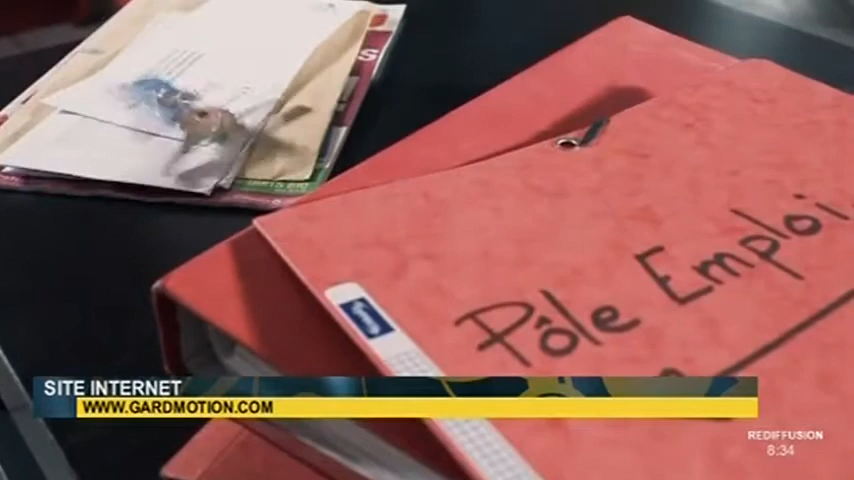 Pôle Emploi
SITE INTERNET
WWW.GARDMOTION.COM
REDIFFUSION
8:34